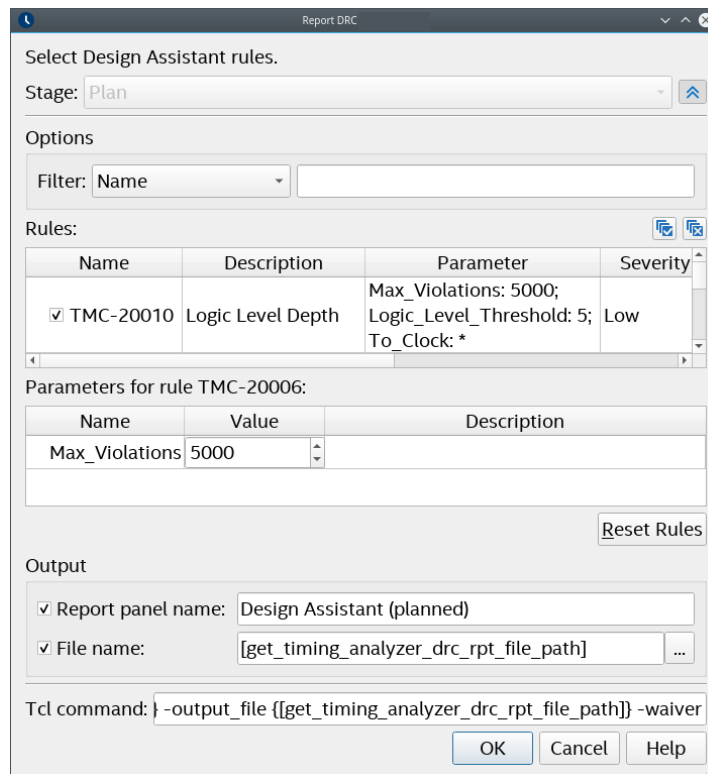 Report DRC
Select Design Assistant rules.
Stage: Plan
Options
Filter: Name
Rules:
Name Description Parameter Severity
TMC-20010 Logic Level Depth Max_Violations: 5000; Low
Logic_Level_Threshold: 5;
To_Clock: *
Parameters for rule TMC-20006:
Name Value Description
Max_Violations 5000
Reset Rules
Output
Report panel name: Design Assistant (planned)
File name: [get_timing_analyzer_drc_rpt_file_path] ...
Tcl command: } -output_file {[get_timing_analyzer_drc_rpt_file_path]} -waiver
OK Cancel Help